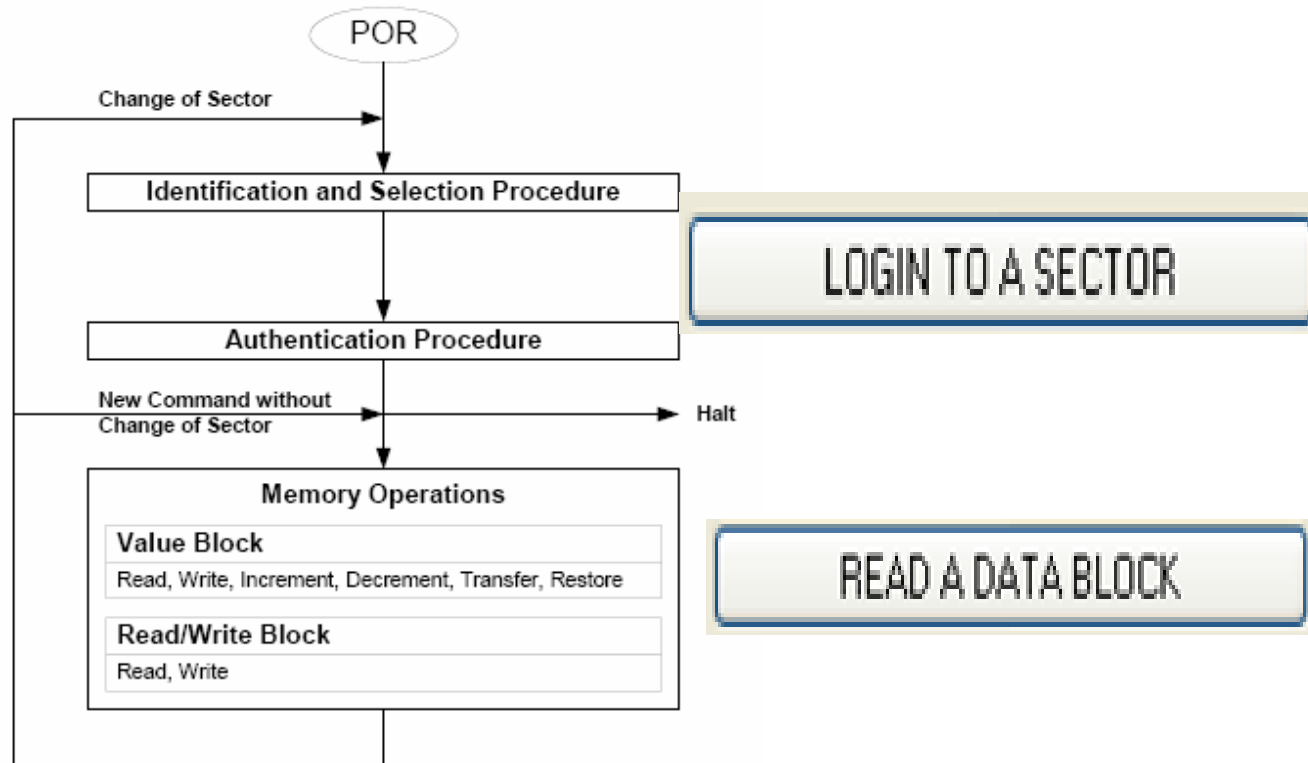 POR
Change of Sector
Identification and Selection Procedure
LOGIN TO A SECTOR
Authentication Procedure
New Command without
Change of Sector
Halt
Memory Operations
Value Block
Read, Write, Increment, Decrement, Transfer, Restore
READ A DATA BLOCK
Read/Write Block
Read, Write